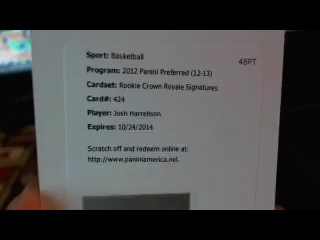 Sport: Basketball
48PT
Program: 2012 Panini Preferred (12-13)
Cardset: Rookie Crown Royale Signatures
Card#: 424
Player: Josh Harrellson
Expires: 10/24/2014
Scratch off and redeem online at:
http://www.paniniamerica.net.